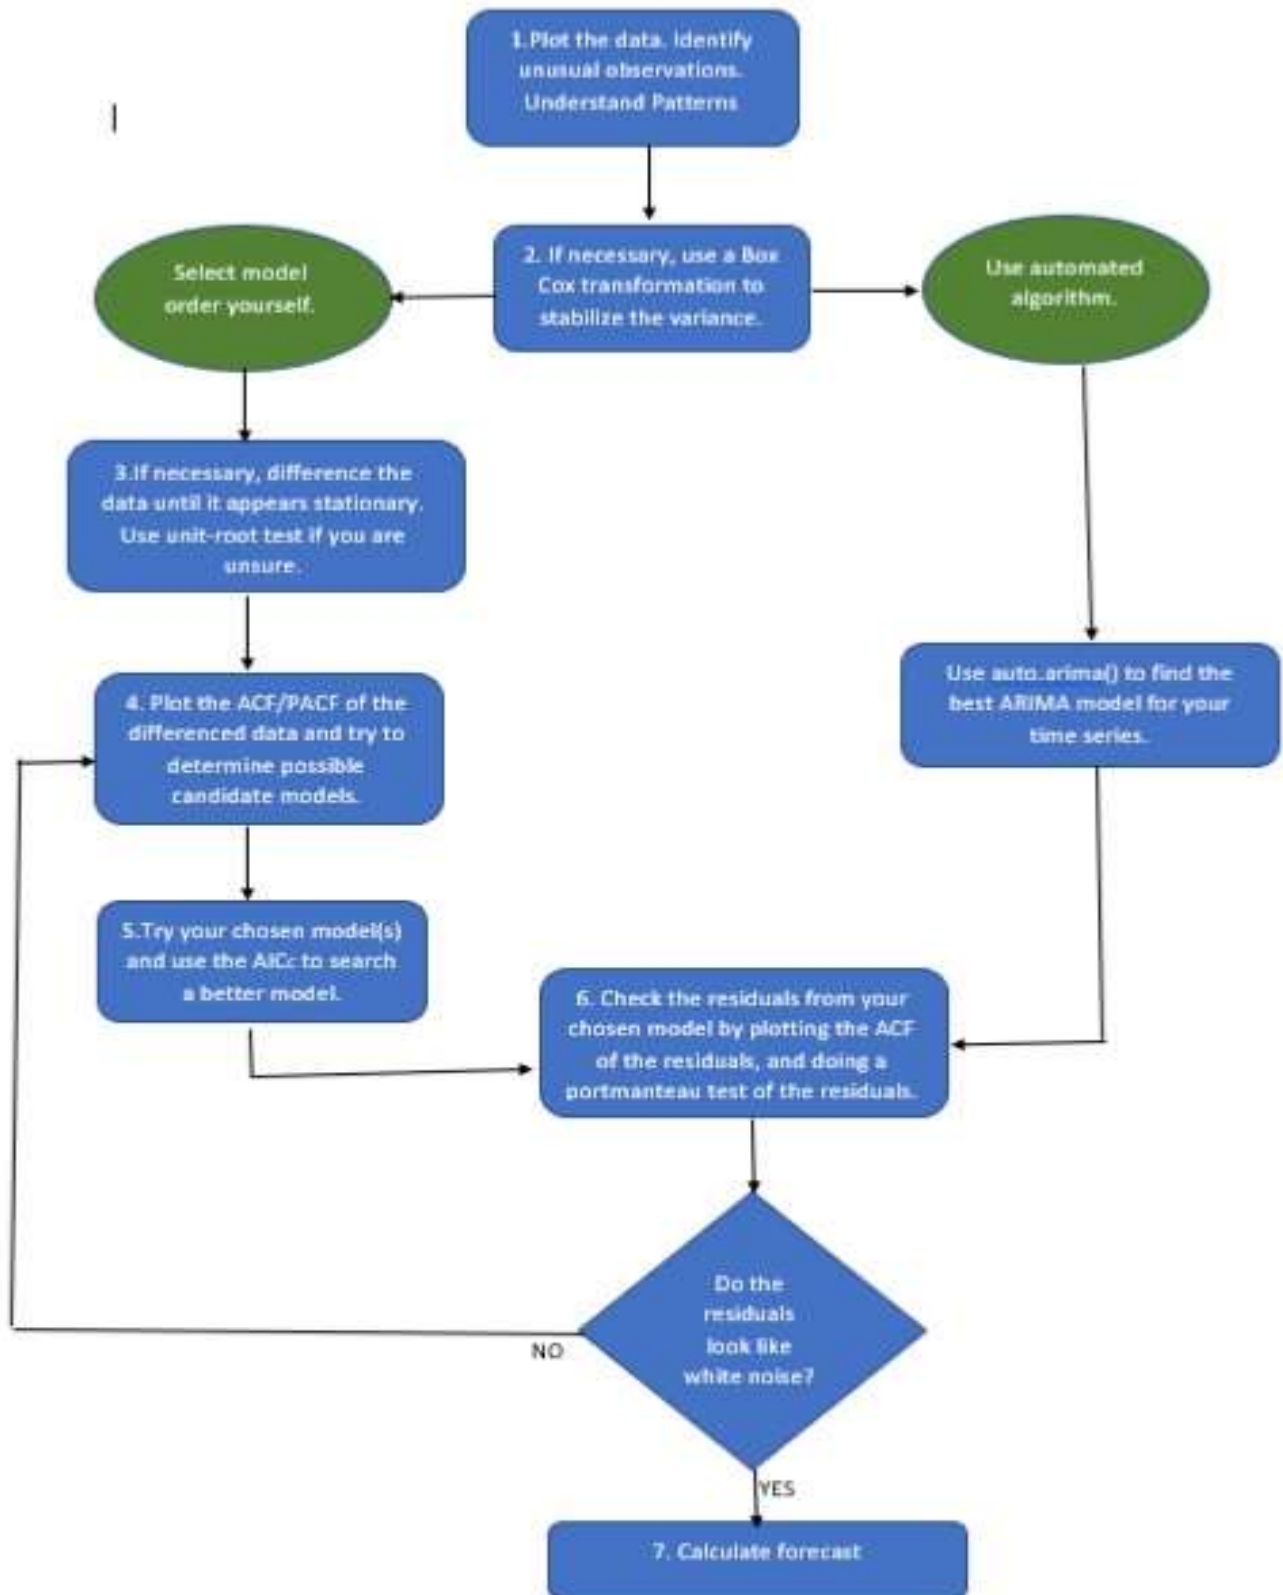 1.Plot the data. Identify
unusual observations.
Understand Patterns
Select model
order yourself.
2. If necessary, use a Box
Cox transformation to
stabilize the variance.
Use automated
algorithm.
3.If necessary, difference the
data until it appears stationary.
Use unit-root test if you are
unsure.
4. Plot the ACF/PACF of the
differenced data and try to
determine possible
candidate models.
Use auto.arima() to find the
best ARIMA model for your
time series.
5.Try your chosen model(s)
and use the AICc to search
a better model.
6. Check the residuals from your
chosen model by plotting the ACF
of the residuals, and doing a
portmanteau test of the residuals.
Do the
residuals
look like
white noise?
NO
YES
7. Calculate forecast